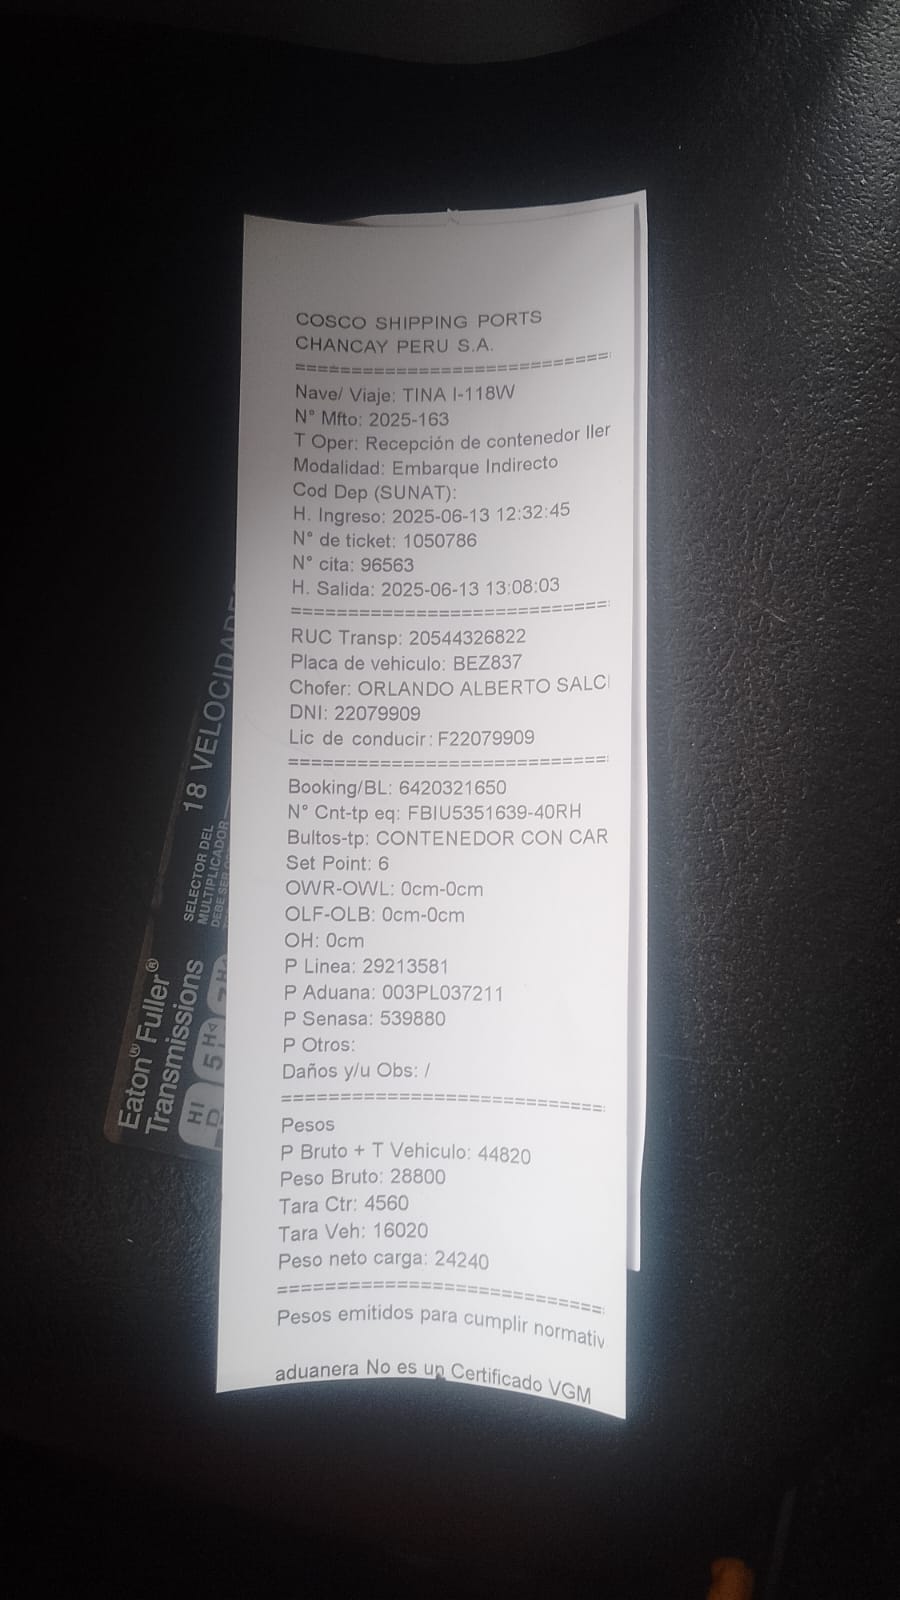 COSCO SHIPPING PORTS
CHANCAY PERU S.A.
============================
Nave/ Viaje: TINA I-118W
N° Mfto: 2025-163
T Oper: Recepción de contenedor ller
Modalidad: Embarque Indirecto
Cod Dep (SUNAT):
H. Ingreso: 2025-06-13 12:32:45
N° de ticket: 1050786
N° cita: 96563
H. Salida: 2025-06-13 13:08:03
============================
RUC Transp: 20544326822
Placa de vehiculo: BEZ837
Chofer: ORLANDO ALBERTO SALC
DNI: 22079909
Lic de conducir: F22079909
============================
Booking/BL: 6420321650
N° Cnt-tp eq: FBIU5351639-40RH
Bultos-tp: CONTENEDOR CON CAR
Set Point: 6
OWR-OWL: 0cm-0cm
OLF-OLB: 0cm-0cm
OH: 0cm
P Linea: 29213581
P Aduana: 003PL037211
P Senasa: 539880
P Otros:
Daños y/u Obs: /
============================
Pesos
P Bruto + T Vehiculo: 44820
Peso Bruto: 28800
Tara Ctr: 4560
Tara Veh: 16020
Peso neto carga: 24240
============================
Pesos emitidos para cumplir normativ
aduanera No es un Certificado VGM
Eaton® Fuller®
Transmissions
18 VELOCIDADES
SELECTOR DEL
MULTIPLICADOR
DEBE SER
HI
5
H
7
H